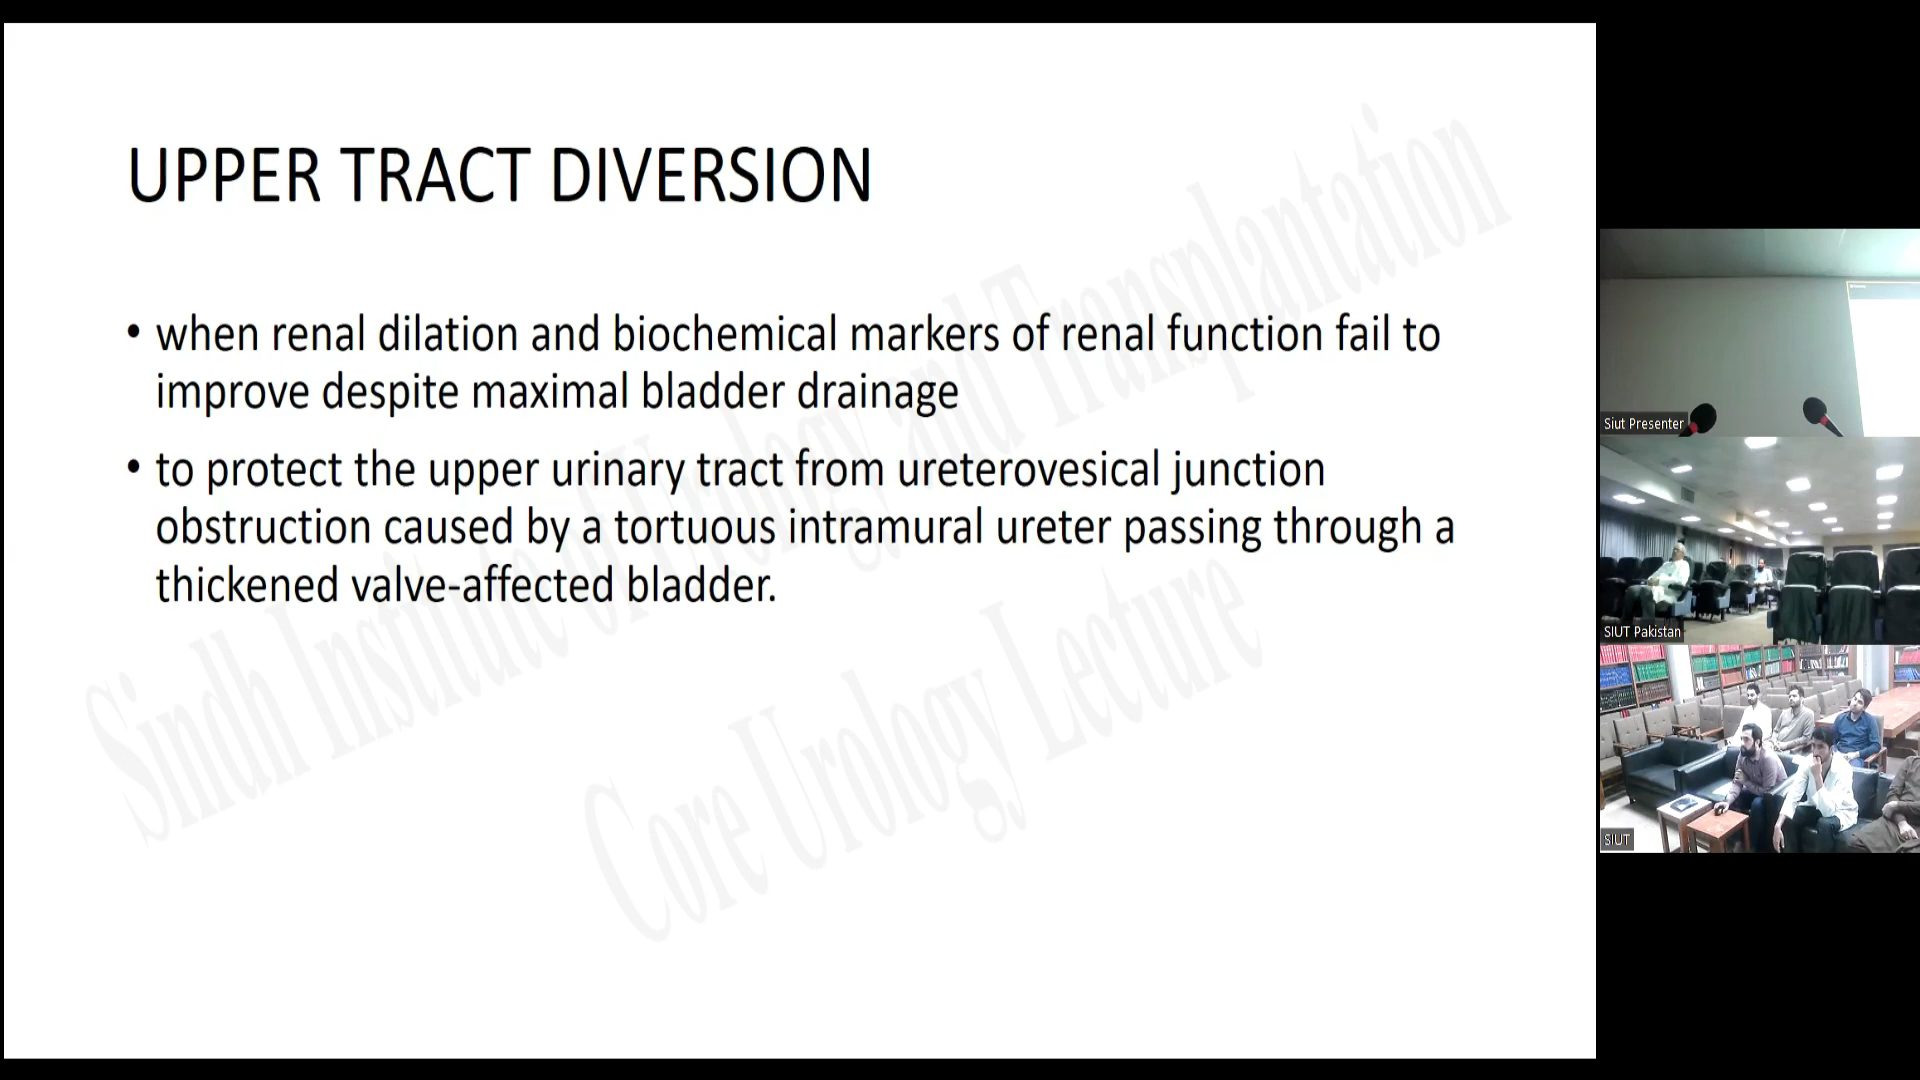 UPPER TRACT DIVERSION
• when renal dilation and biochemical markers of renal function fail to
improve despite maximal bladder drainage
• to protect the upper urinary tract from ureterovesical junction
obstruction caused by a tortuous intramural ureter passing through a
thickened valve-affected bladder.
Sindh Institute of Urology and Transplantation
Core Urology Lecture
Siut Presenter
SIUT Pakistan
SIUT